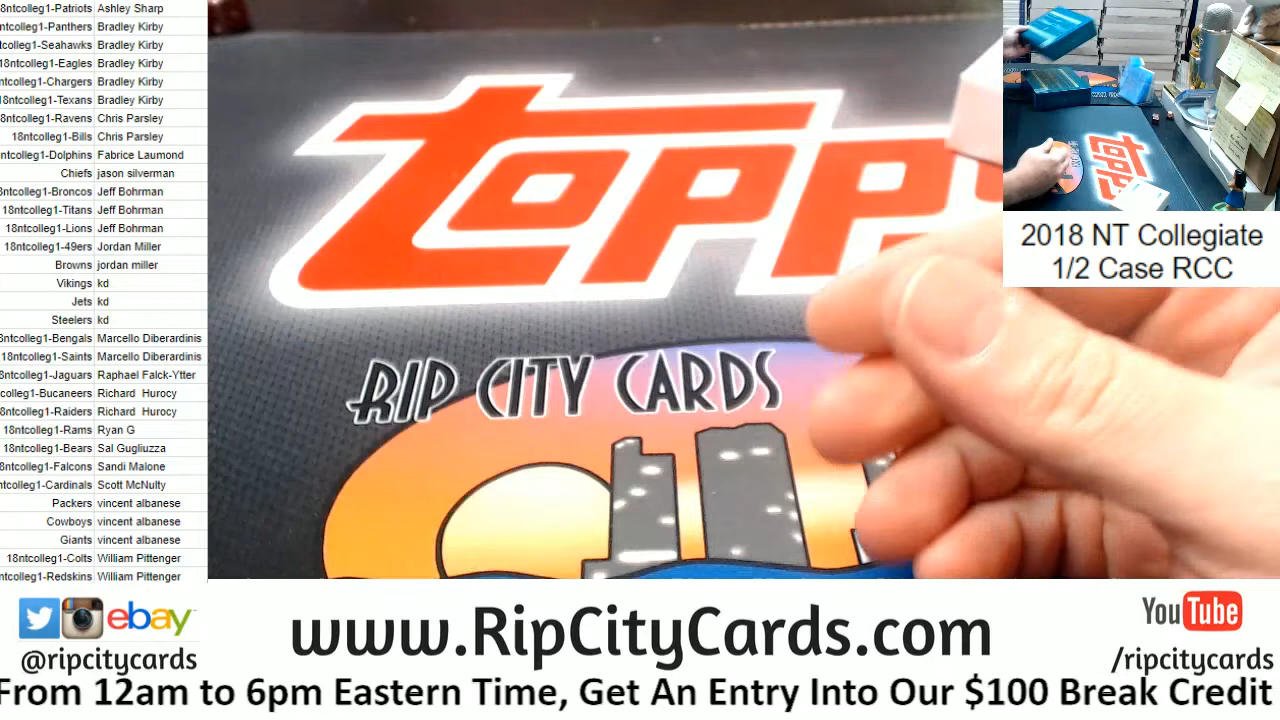 8ntcolleg1-Patriots Ashley Sharp
ntcolleg1-Panthers Bradley Kirby
tcolleg1-Seahawks Bradley Kirby
18ntcolleg1-Eagles Bradley Kirby
ntcolleg1-Chargers Bradley Kirby
18ntcolleg1-Texans Bradley Kirby
8ntcolleg1-Ravens Chris Parsley
18ntcolleg1-Bills Chris Parsley
ntcolleg1-Dolphins Fabrice Laumond
Chiefs jason silverman
ntcolleg1-Broncos Jeff Bohrman
18ntcolleg1-Titans Jeff Bohrman
18ntcolleg1-Lions Jeff Bohrman
18ntcolleg1-49ers Jordan Miller
Browns jordan miller
Vikings kd
Jets kd
Steelers kd
8ntcolleg1-Bengals Marcello Diberardinis
18ntcolleg1-Saints Marcello Diberardinis
8ntcolleg1-Jaguars Raphael Falck-Ytter
colleg1-Bucaneers Richard Hurocy
8ntcolleg1-Raiders Richard Hurocy
18ntcolleg1-Rams Ryan G
18ntcolleg1-Bears Sal Gugliuzza
8ntcolleg1-Falcons Sandi Malone
ntcolleg1-Cardinals Scott McNulty
Packers vincent albanese
Cowboys vincent albanese
Giants vincent albanese
18ntcolleg1-Colts William Pittenger
ntcolleg1-Redskins William Pittenger
topp
RIP CITY CARDS
topps
2018 NT Collegiate
1/2 Case RCC
ebay
@ripcitycards
www.RipCityCards.com
YouTube
/ripcitycards
From 12am to 6pm Eastern Time, Get An Entry Into Our $100 Break Credit